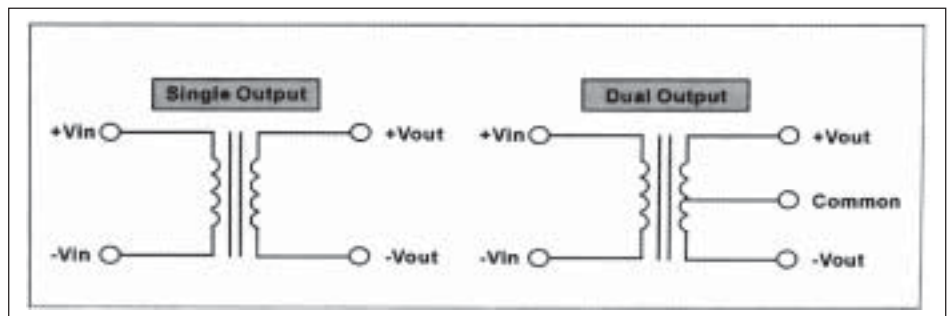 Single Output
Dual Output
+Vin
+Vout
+Vin
+Vout
Common
-Vin
-Vout
-Vin
-Vout